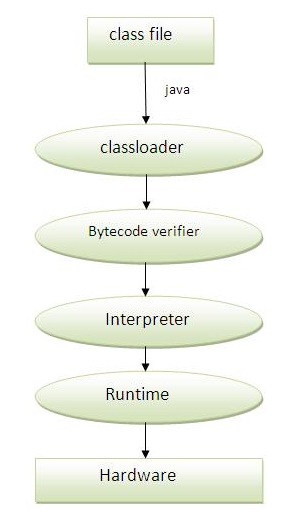 class file
java
classloader
Bytecode verifier
Interpreter
Runtime
Hardware